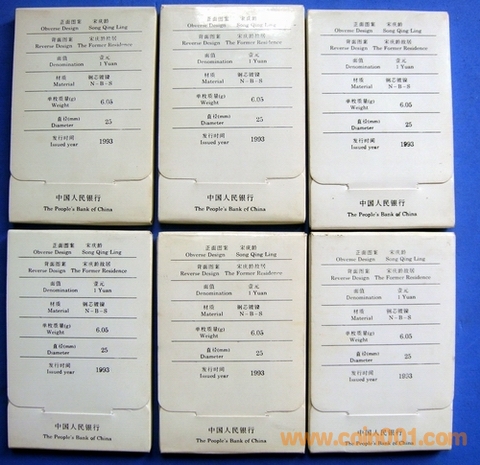 正面图案 宋庆龄
Obverse Design Song Qing Ling
背面图案 宋庆龄故居
Reverse Design The Former Residence
面值 壹元
Denomination 1 Yuan
材质 钢芯镀镍
Material N-B-S
单枚质量(g) 6.05
Weight
直径(mm) 25
Diameter
发行时间 1993
Issued year
中国人民银行
The People's Bank of China
正面图案 宋庆龄
Obverse Design Song Qing Ling
背面图案 宋庆龄故居
Reverse Design The Former Residence
面值 壹元
Denomination 1 Yuan
材质 钢芯镀镍
Material N-B-S
单枚质量(g) 6.05
Weight
直径(mm) 25
Diameter
发行时间 1993
Issued year
中国人民银行
The People's Bank of China
正面图案 宋庆龄
Obverse Design Song Qing Ling
背面图案 宋庆龄故居
Reverse Design The Former Residence
面值 壹元
Denomination 1 Yuan
材质 钢芯镀镍
Material N-B-S
单枚质量(g) 6.05
Weight
直径(mm) 25
Diameter
发行时间 1993
Issued year
中国人民银行
The People's Bank of China
正面图案 宋庆龄
Obverse Design Song Qing Ling
背面图案 宋庆龄故居
Reverse Design The Former Residence
面值 壹元
Denomination 1 Yuan
材质 钢芯镀镍
Material N-B-S
单枚质量(g) 6.05
Weight
直径(mm) 25
Diameter
发行时间 1993
Issued year
中国人民银行
The People's Bank of China
正面图案 宋庆龄
Obverse Design Song Qing Ling
背面图案 宋庆龄故居
Reverse Design The Former Residence
面值 壹元
Denomination 1 Yuan
材质 钢芯镀镍
Material N-B-S
单枚质量(g) 6.05
Weight
直径(mm) 25
Diameter
发行时间 1993
Issued year
中国人民银行
The People's Bank of China
正面图案 宋庆龄
Obverse Design Song Qing Ling
背面图案 宋庆龄故居
Reverse Design The Former Residence
面值 壹元
Denomination 1 Yuan
材质 钢芯镀镍
Material N-B-S
单枚质量(g) 6.05
Weight
直径(mm) 25
Diameter
发行时间 1993
Issued year
中国人民银行
The People's Bank of China
www.coin001.com